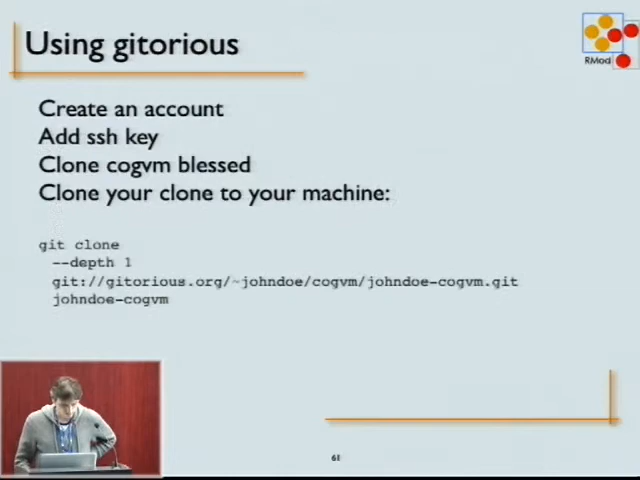 Using gitorious
RMod
Create an account
Add ssh key
Clone cogvm blessed
Clone your clone to your machine:
git clone
--depth 1
git://gitorious.org/~johndoe/cogvm/johndoe-cogvm.git
johndoe-cogvm
61